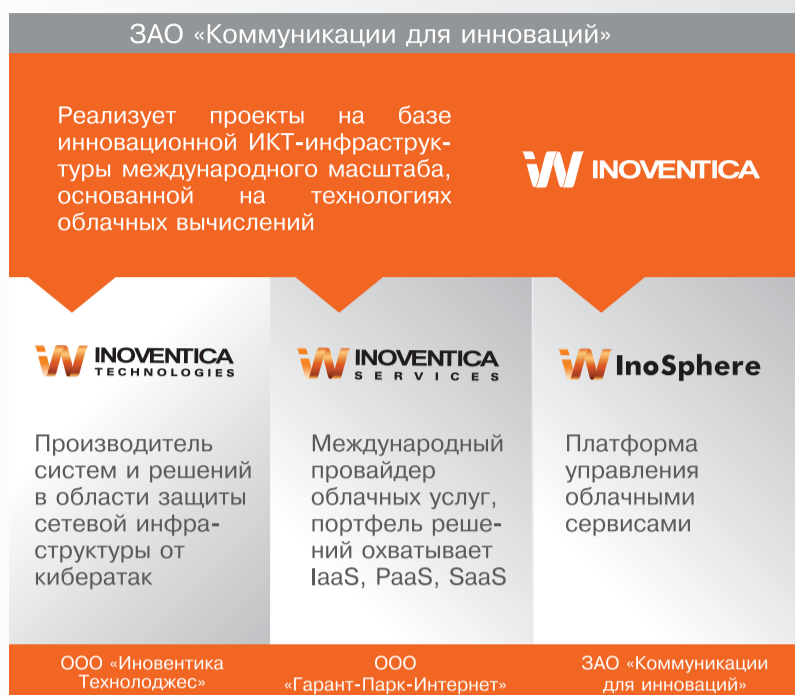 ЗАО «Коммуникации для инноваций»
Реализует проекты на базе
инновационной ИКТ-инфраструк-
туры международного масштаба,
основанной на технологиях
облачных вычислений
INOVENTICA
INOVENTICA
TECHNOLOGIES
Производитель
систем и решений
в области защиты
сетевой инфра-
структуры от
кибератак
INOVENTICA
SERVICES
Международный
провайдер
облачных услуг,
портфель реше-
ний охватывает
IaaS, PaaS, SaaS
InoSphere
Платформа
управления
облачными
сервисами
ООО «Иновентика
Технолоджес»
ООО
«Гарант-Парк-Интернет»
ЗАО «Коммуникации
для инноваций»